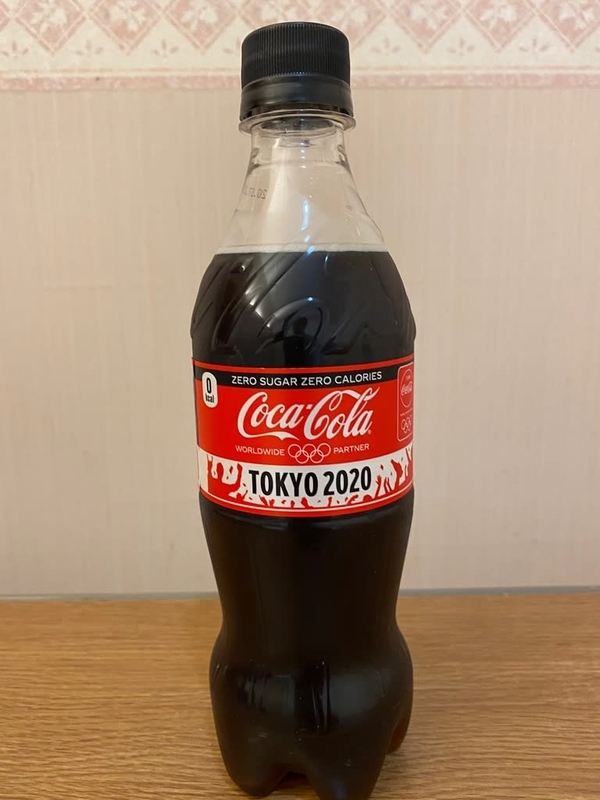 ZERO SUGAR ZERO CALORIES
0
kcal
Coca-Cola
WORLDWIDE PARTNER
TOKYO 2020